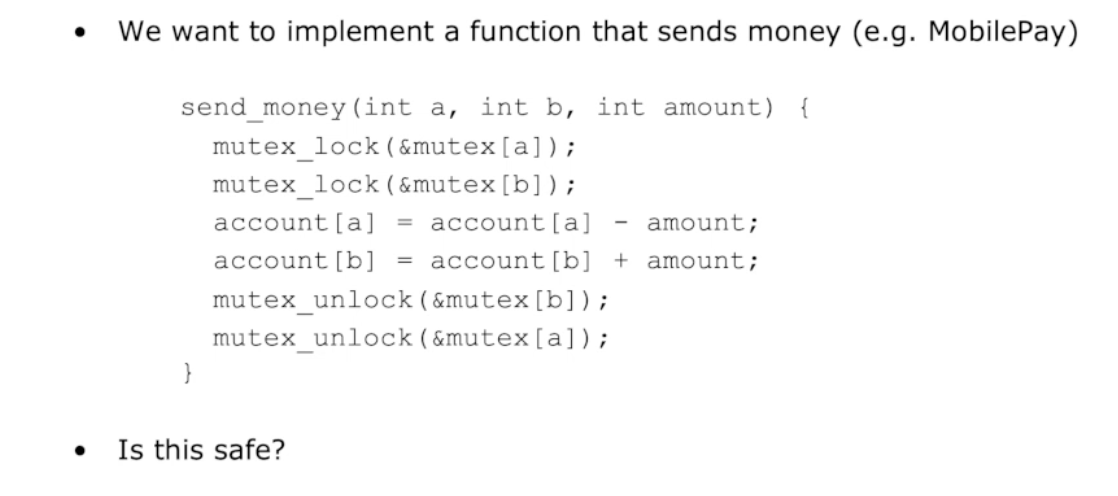 • We want to implement a function that sends money (e.g. MobilePay)
send_money(int a, int b, int amount) {
mutex_lock(&mutex[a]);
mutex_lock(&mutex[b]);
account[a] = account[a] - amount;
account[b] = account[b] + amount;
mutex_unlock(&mutex[b]);
mutex_unlock(&mutex[a]);
}
• Is this safe?